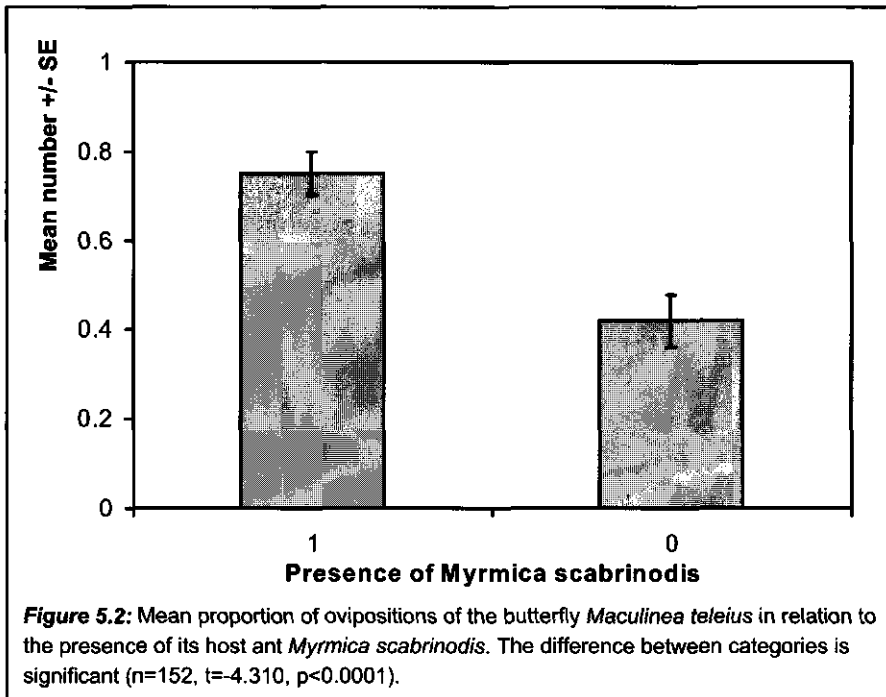 Mean number +/- SE
1
0.8
0.6
0.4
0.2
0
1 0
Presence of Myrmica scabrinodis
Figure 5.2: Mean proportion of ovipositions of the butterfly Maculinea teleius in relation to
the presence of its host ant Myrmica scabrinodis. The difference between categories is
significant (n=152, t=-4.310, p<0.0001).